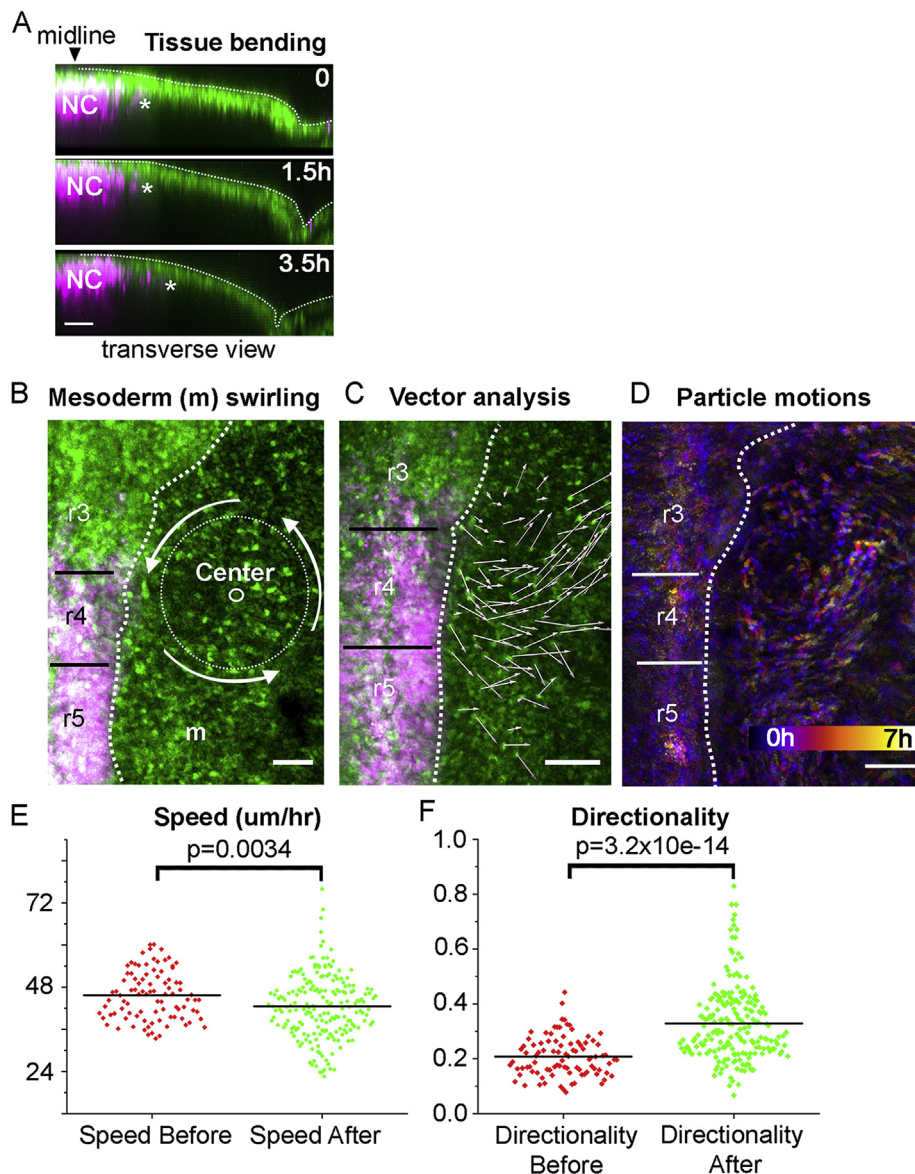 A
midline
Tissue bending
0
NC
*
1.5h
NC
*
3.5h
NC
*
transverse view
B Mesoderm (m) swirling
r3
Center
r4
r5
m
C Vector analysis
r3
r4
r5
D Particle motions
r3
r4
r5
0h 7h
E
Speed (um/hr)
p=0.0034
72
48
24
Speed Before Speed After
F
Directionality
p=3.2x10e-14
1.0
0.8
0.6
0.4
0.2
0.0
Directionality Before
Directionality After